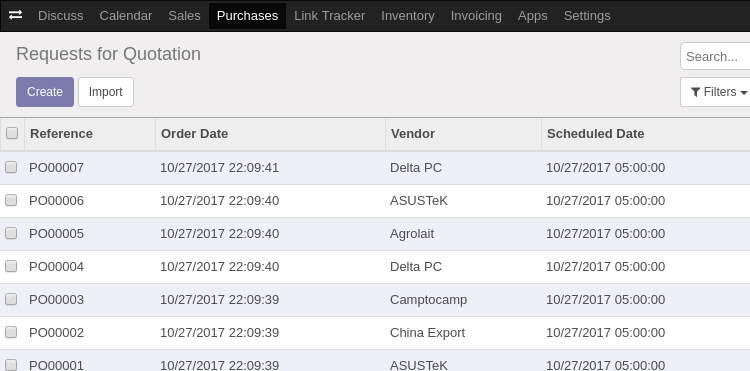 Discuss Calendar Sales Purchases Link Tracker Inventory Invoicing Apps Settings
Requests for Quotation
Search...
Create Import Filters
Reference Order Date Vendor Scheduled Date
PO00007 10/27/2017 22:09:41 Delta PC 10/27/2017 05:00:00
PO00006 10/27/2017 22:09:40 ASUSTeK 10/27/2017 05:00:00
PO00005 10/27/2017 22:09:40 Agrolait 10/27/2017 05:00:00
PO00004 10/27/2017 22:09:40 Delta PC 10/27/2017 05:00:00
PO00003 10/27/2017 22:09:39 Camptocamp 10/27/2017 05:00:00
PO00002 10/27/2017 22:09:39 China Export 10/27/2017 05:00:00
PO00001 10/27/2017 22:09:39 ASUSTeK 10/27/2017 05:00:00